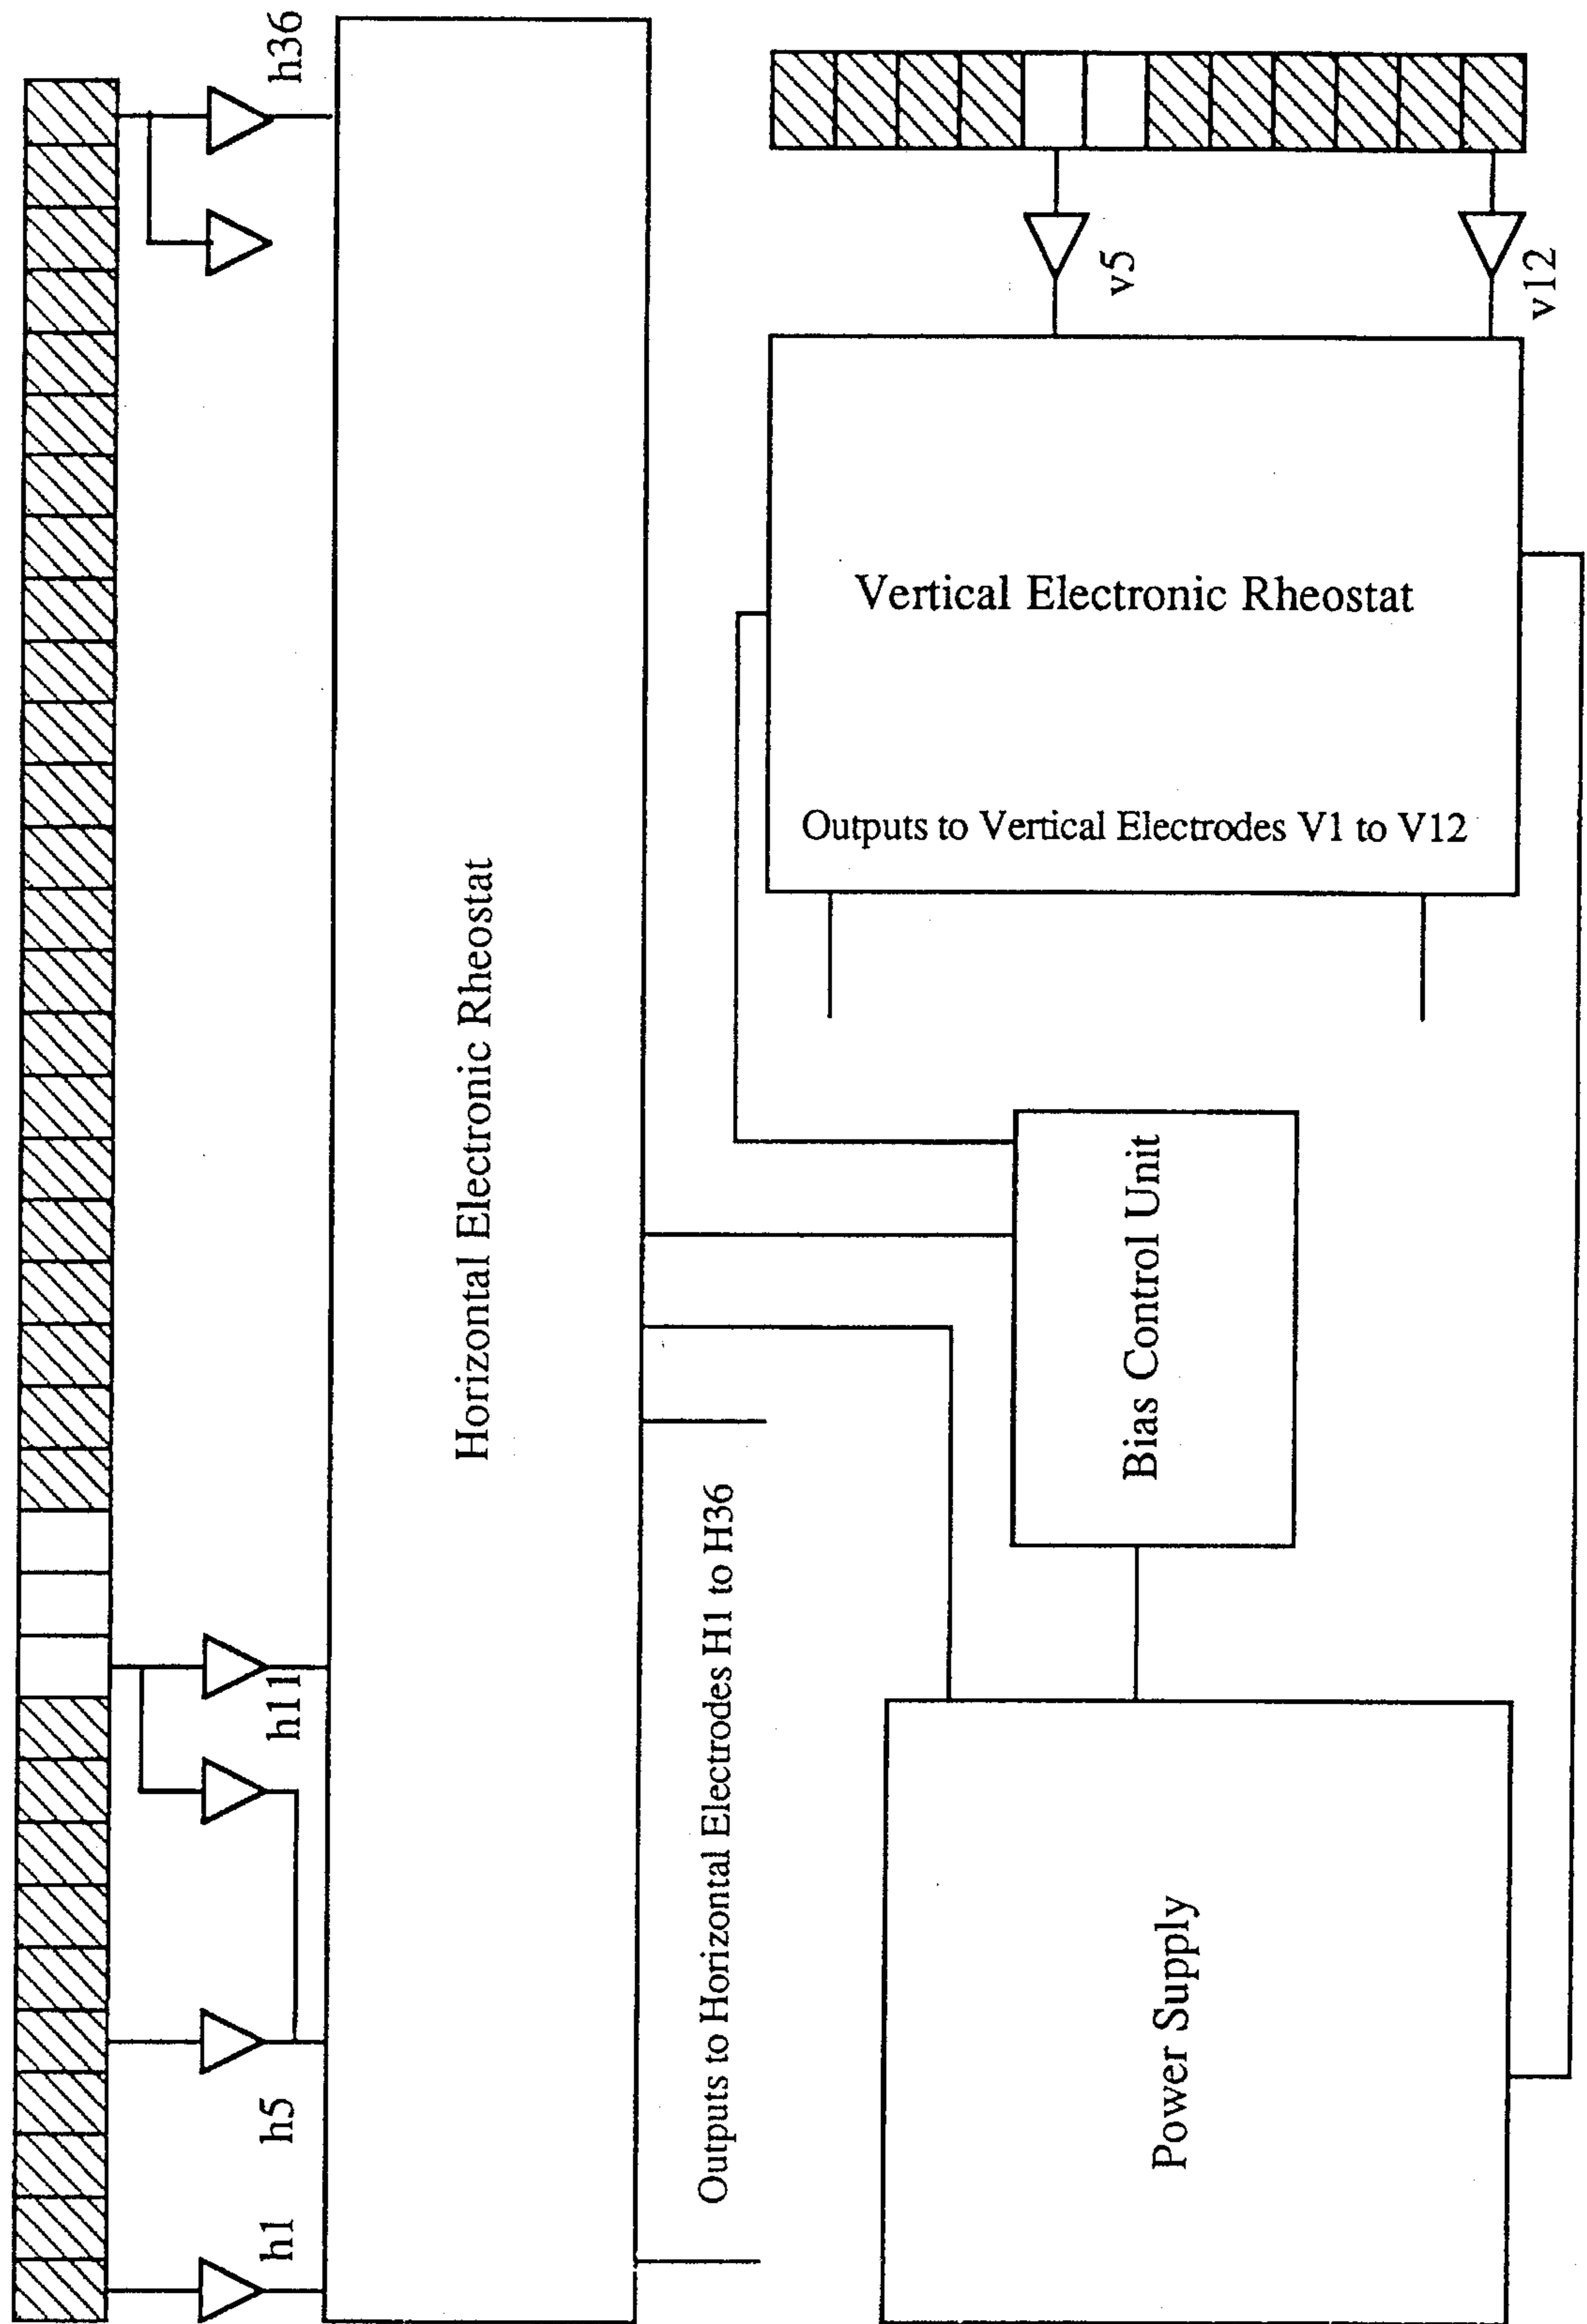 h36
v5
v12
Vertical Electronic Rheostat
Outputs to Vertical Electrodes V1 to V12
Horizontal Electronic Rheostat
Bias Control Unit
h11
Outputs to Horizontal Electrodes H1 to H36
Power Supply
h5
h1